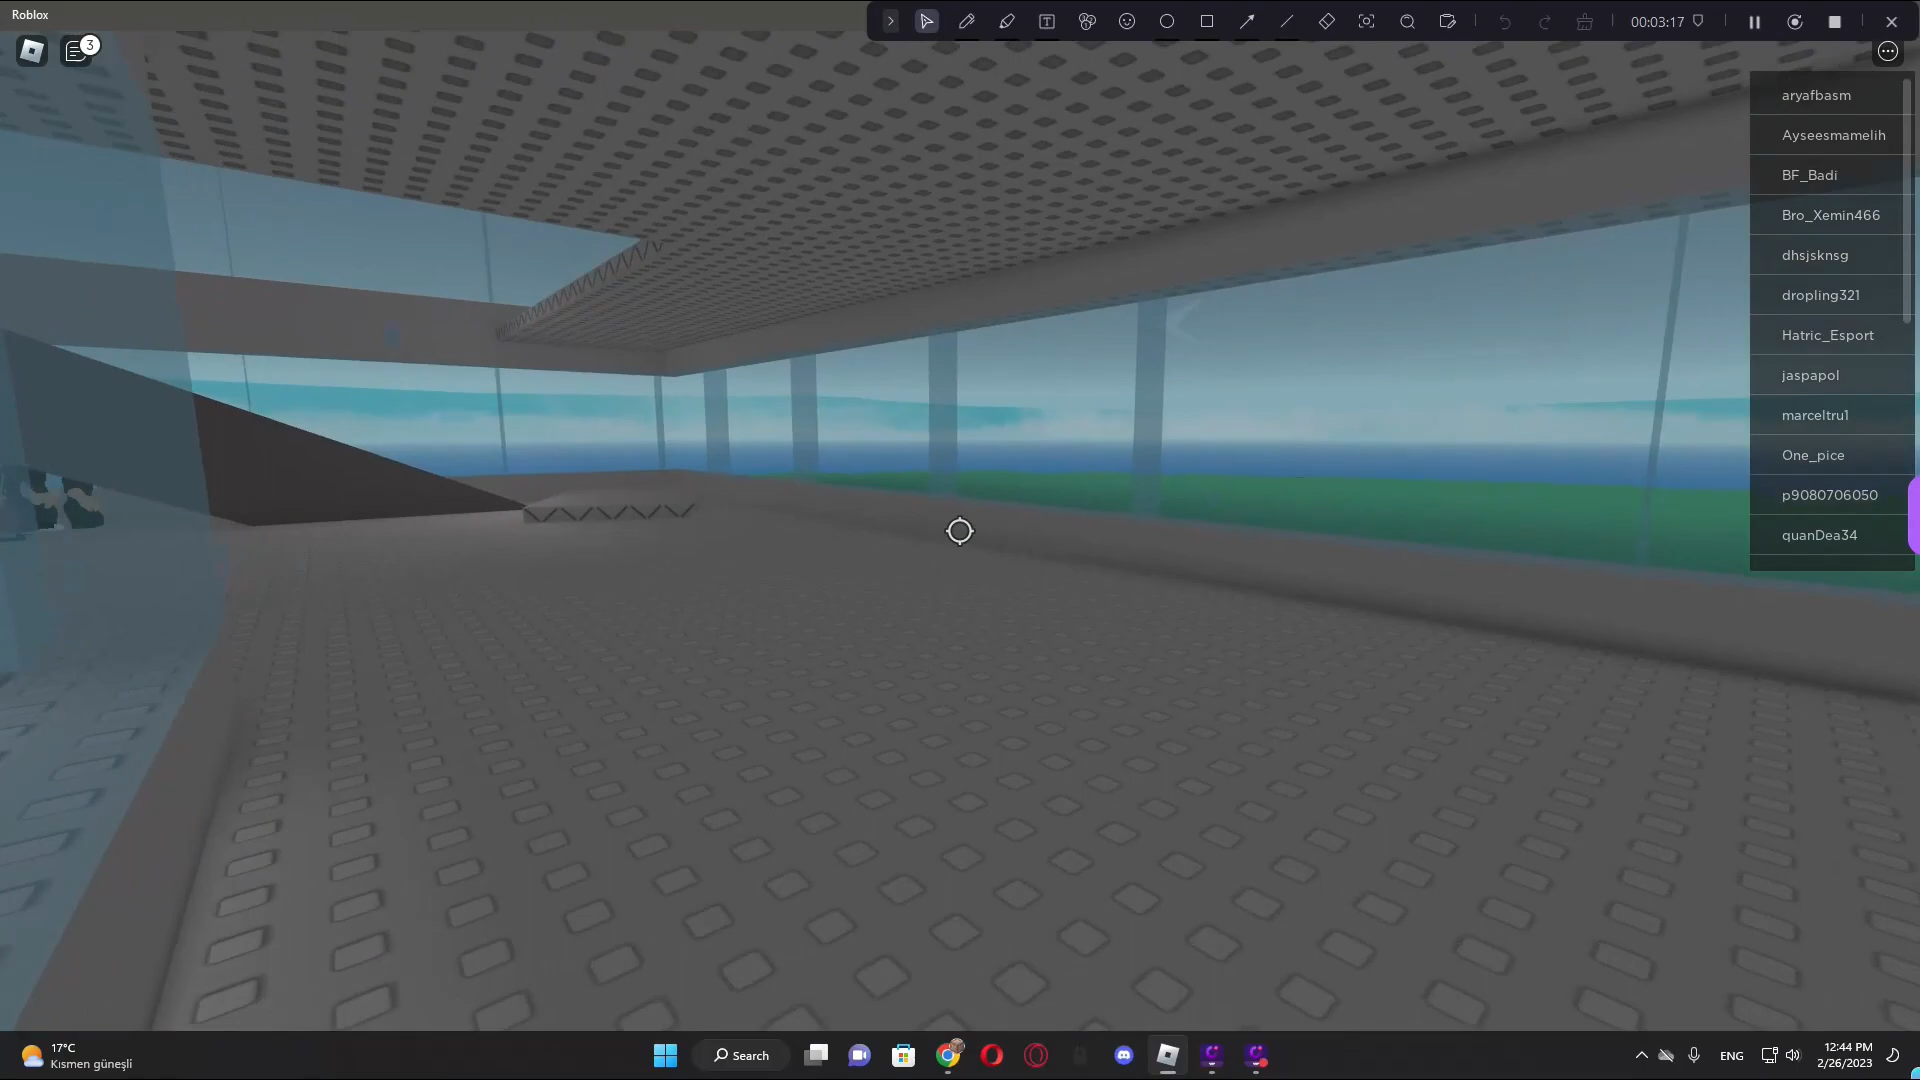 Roblox
00:03:17
3
aryafbasm
Ayseesmamelih
BF_Badi
Bro_Xemin466
dhsjsknsg
dropling321
Hatric_Esport
jaspapol
marceltru1
One_pice
p9080706050
quanDea34
17°C
Kısmen güneşli
Search
ENG
12:44 PM
2/26/2023